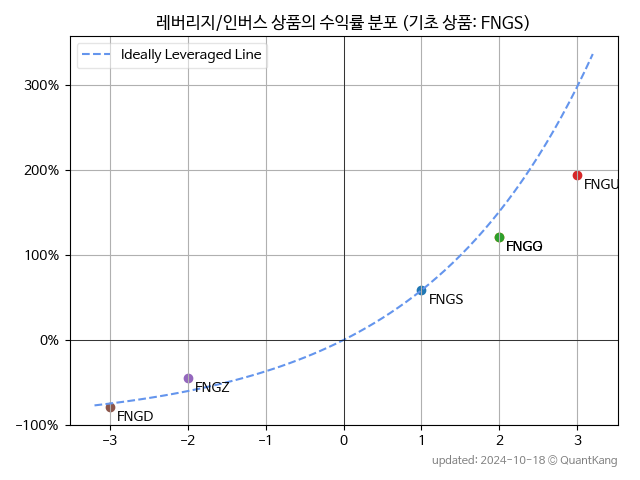 레버리지/인버스 상품의 수익률 분포 (기초 상품: FNGS)
Ideally Leveraged Line
300%
200%
100%
0%
−100%
FNGU
FNGS
FNGZ
FNGD
−3 −2 −1 0 1 2 3
updated: 2024-10-18 © QuantKang